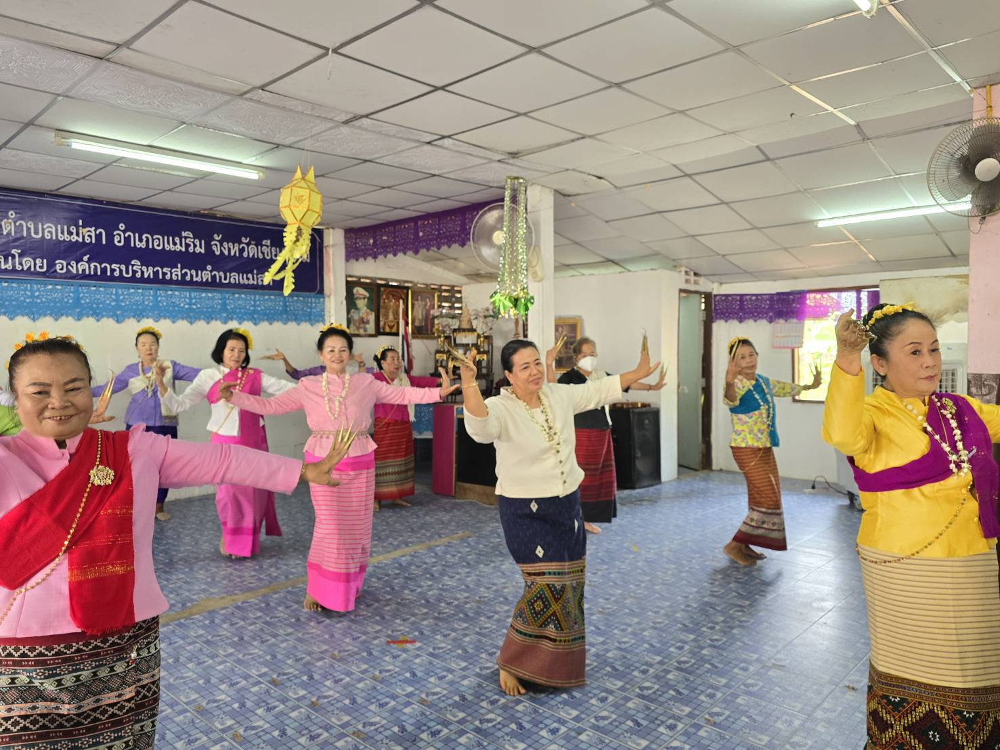 ตำบลแม่สา อำเภอแม่ริม จังหวัดเชีย
นโดย องค์การบริหารส่วนตำบลแม่ส